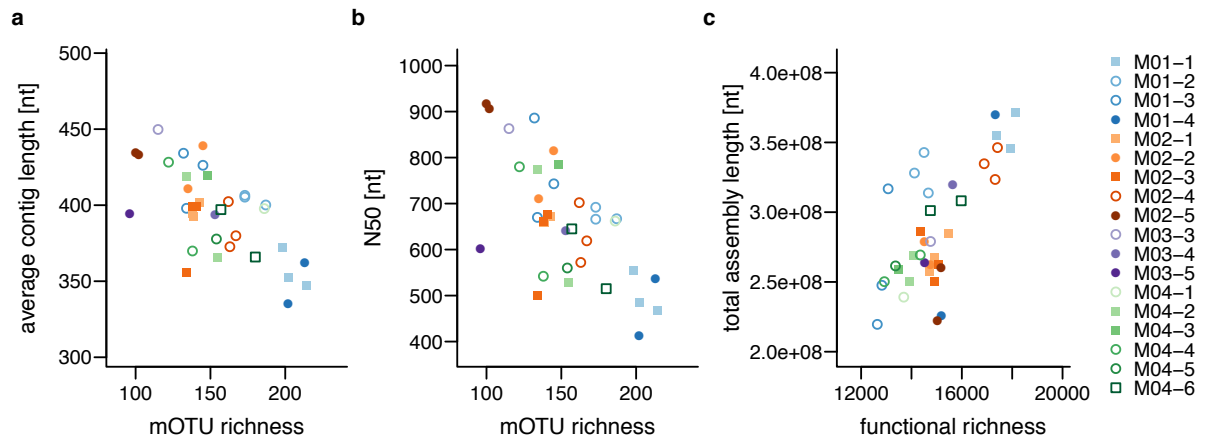 a
average contig length [nt]
500
450
400
350
300
100
150
200
mOTU richness
b
N50 [nt]
1000
900
800
700
600
500
400
100
150
200
mOTU richness
c
total assembly length [nt]
4.0e+08
3.5e+08
3.0e+08
2.5e+08
2.0e+08
12000
16000
20000
functional richness
M01−1
M01−2
M01−3
M01−4
M02−1
M02−2
M02−3
M02−4
M02−5
M03−3
M03−4
M03−5
M04−1
M04−2
M04−3
M04−4
M04−5
M04−6